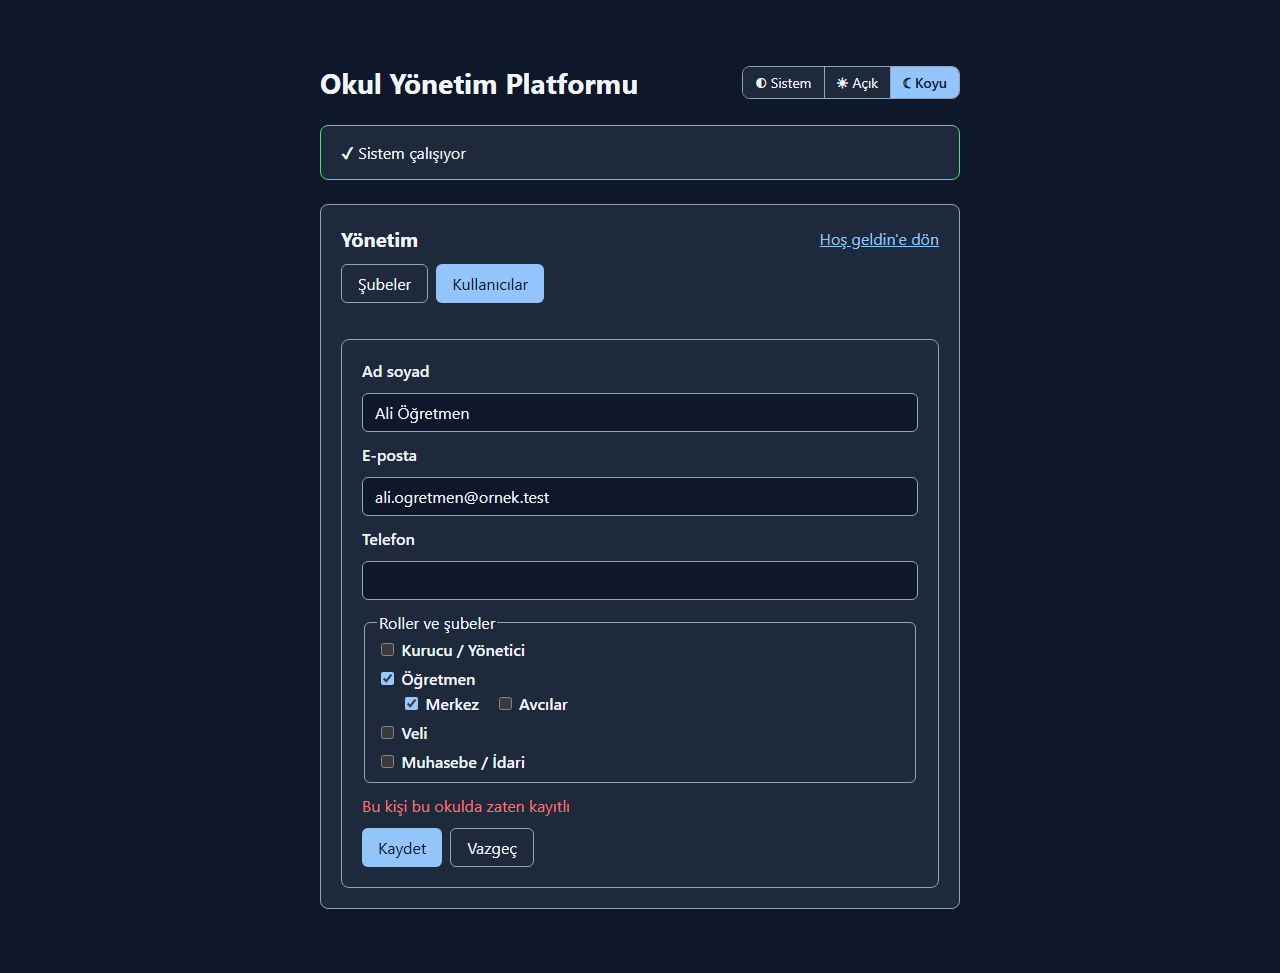 Okul Yönetim Platformu
Sistem
Açık
Koyu
✓ Sistem çalışıyor
Yönetim
Hoş geldin'e dön
Şubeler
Kullanıcılar
Ad soyad
Ali Öğretmen
E-posta
ali.ogretmen@ornek.test
Telefon
Roller ve şubeler
Kurucu / Yönetici
Öğretmen
Merkez
Avcılar
Veli
Muhasebe / İdari
Bu kişi bu okulda zaten kayıtlı
Kaydet
Vazgeç